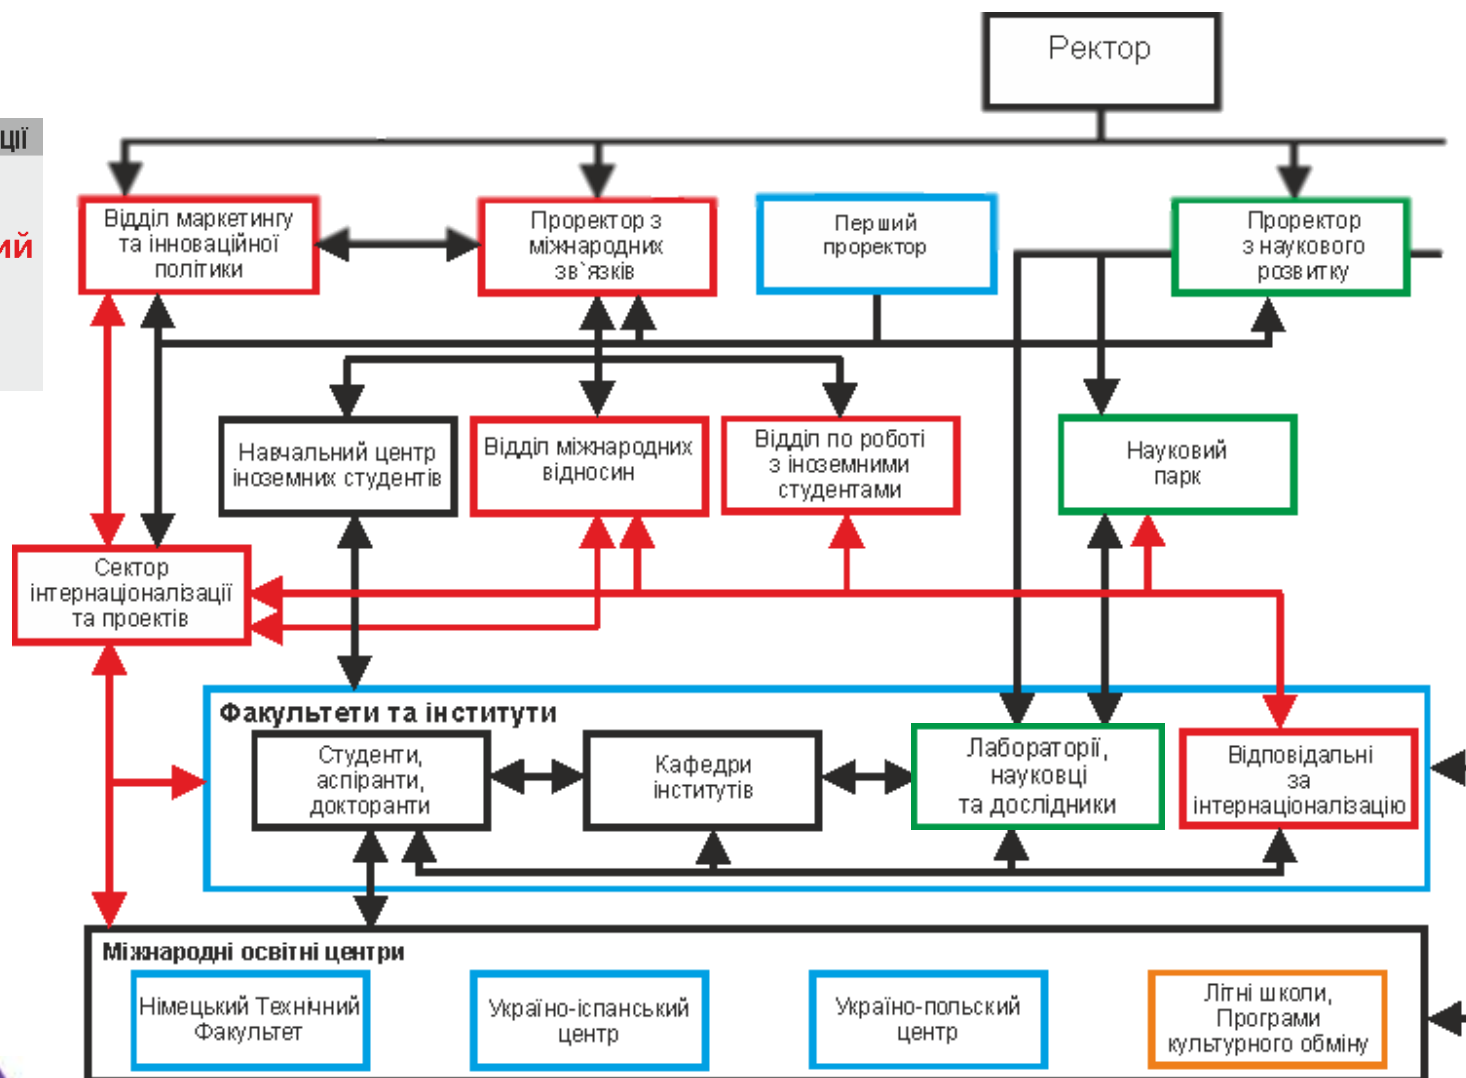 Ректор
ції
ий
Відділ маркетингу
та інноваційної
політики
Проректор з
міжнародних
зв`язків
Перший
проректор
Проректор
з наукового
розвитку
Навчальний центр
іноземних студентів
Відділ міжнародних
відносин
Відділ по роботі
з іноземними
студентами
Науковий
парк
Сектор
інтернаціоналізації
та проектів
Факультети та інститути
Студенти,
аспіранти,
докторанти
Кафедри
інститутів
Лабораторії,
науковці
та дослідники
Відповідальні
за
інтернаціоналізацію
Міжнародні освітні центри
Німецький Технічний
Факультет
Україно-іспанський
центр
Україно-польский
центр
Літні школи,
Програми
культурного обміну